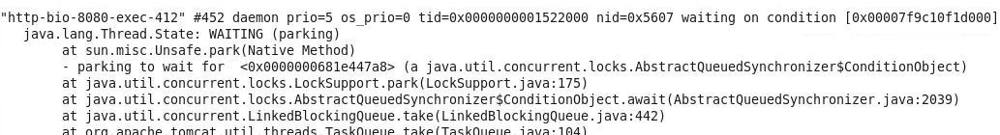 "http-bio-8080-exec-412" #452 daemon prio=5 os_prio=0 tid=0x0000000001522000 nid=0x5607 waiting on condition [0x00007f9c10f1d000]
java.lang.Thread.State: WAITING (parking)
at sun.misc.Unsafe.park(Native Method)
- parking to wait for <0x0000000681e447a8> (a java.util.concurrent.locks.AbstractQueuedSynchronizer$ConditionObject)
at java.util.concurrent.locks.LockSupport.park(LockSupport.java:175)
at java.util.concurrent.locks.AbstractQueuedSynchronizer$ConditionObject.await(AbstractQueuedSynchronizer.java:2039)
at java.util.concurrent.LinkedBlockingQueue.take(LinkedBlockingQueue.java:442)
at org.apache.tomcat.util.threads.TaskQueue.take(TaskQueue.java:104)